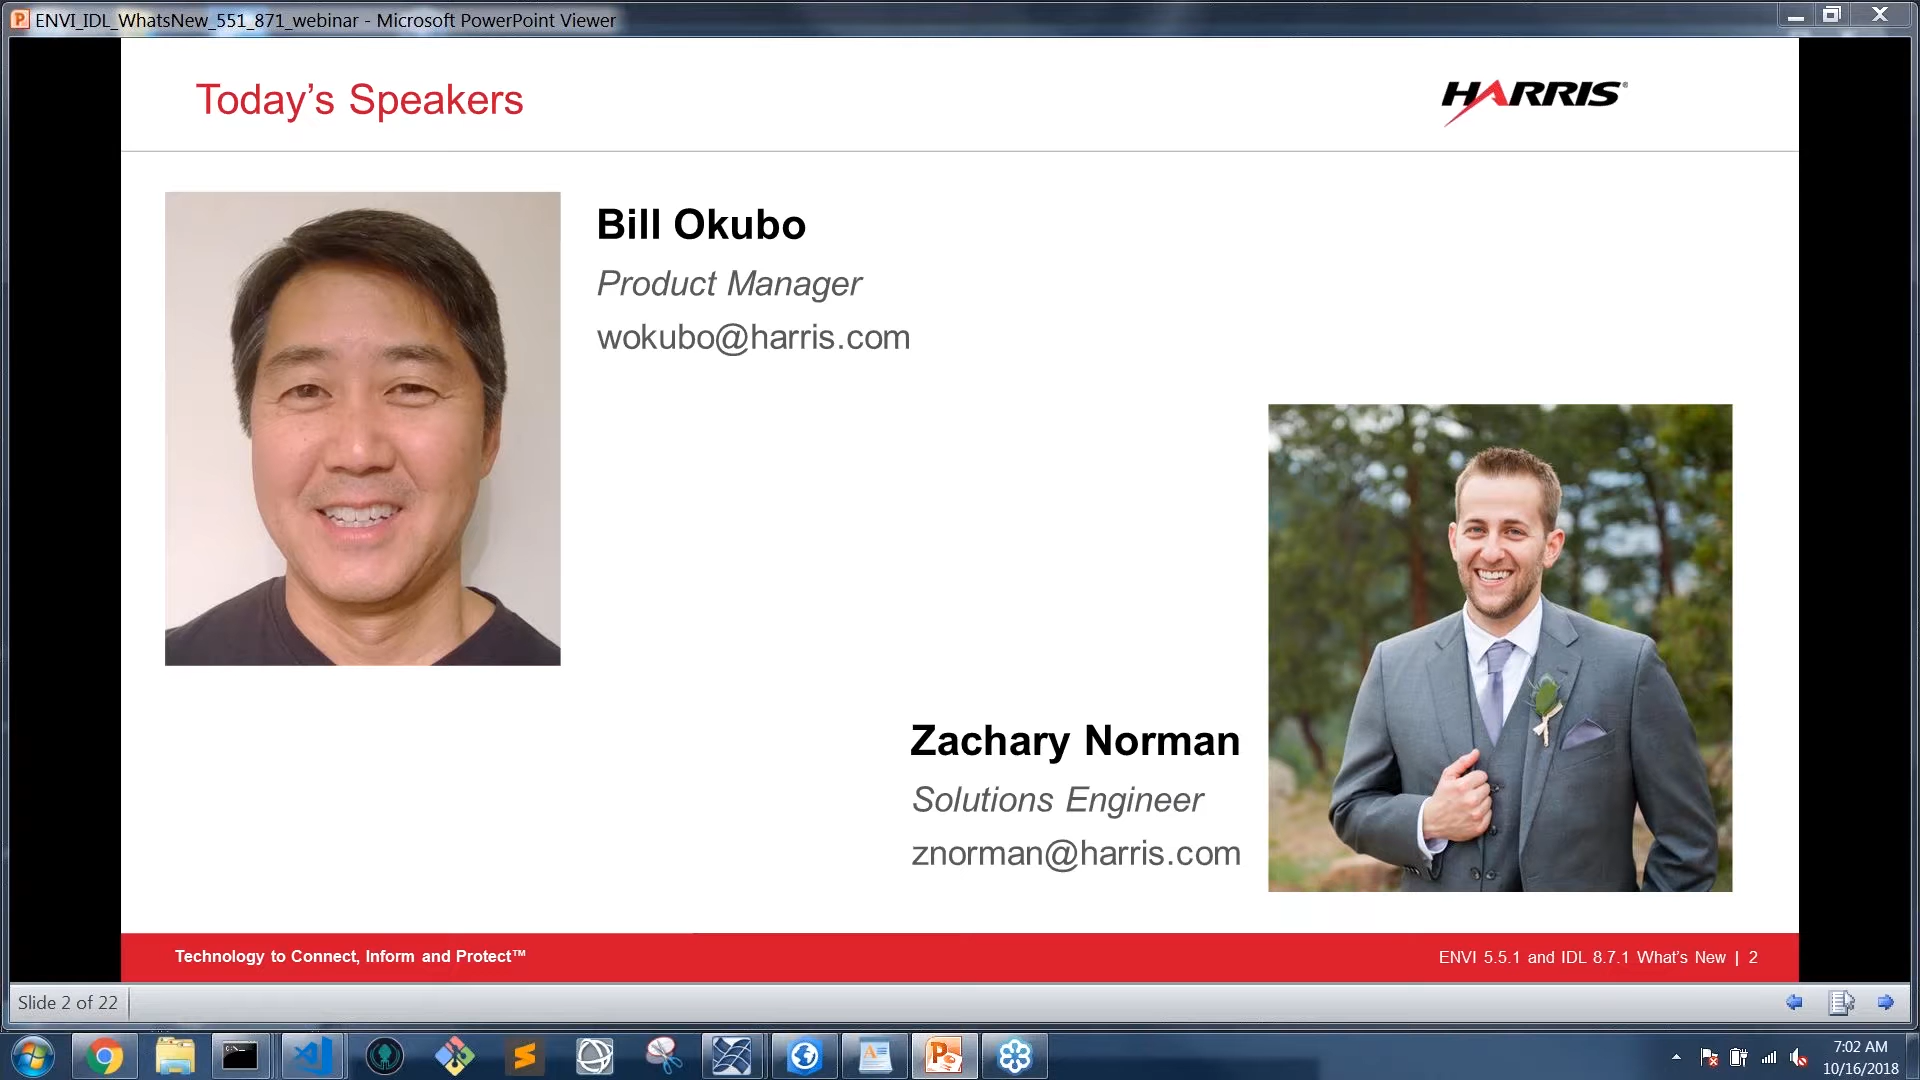 ENVI_IDL_WhatsNew_551_871_webinar - Microsoft PowerPoint Viewer
Today’s Speakers
HARRIS®
Bill Okubo
Product Manager
wokubo@harris.com
Zachary Norman
Solutions Engineer
znorman@harris.com
Technology to Connect, Inform and Protect™
ENVI 5.5.1 and IDL 8.7.1 What’s New | 2
Slide 2 of 22
7:02 AM
10/16/2018